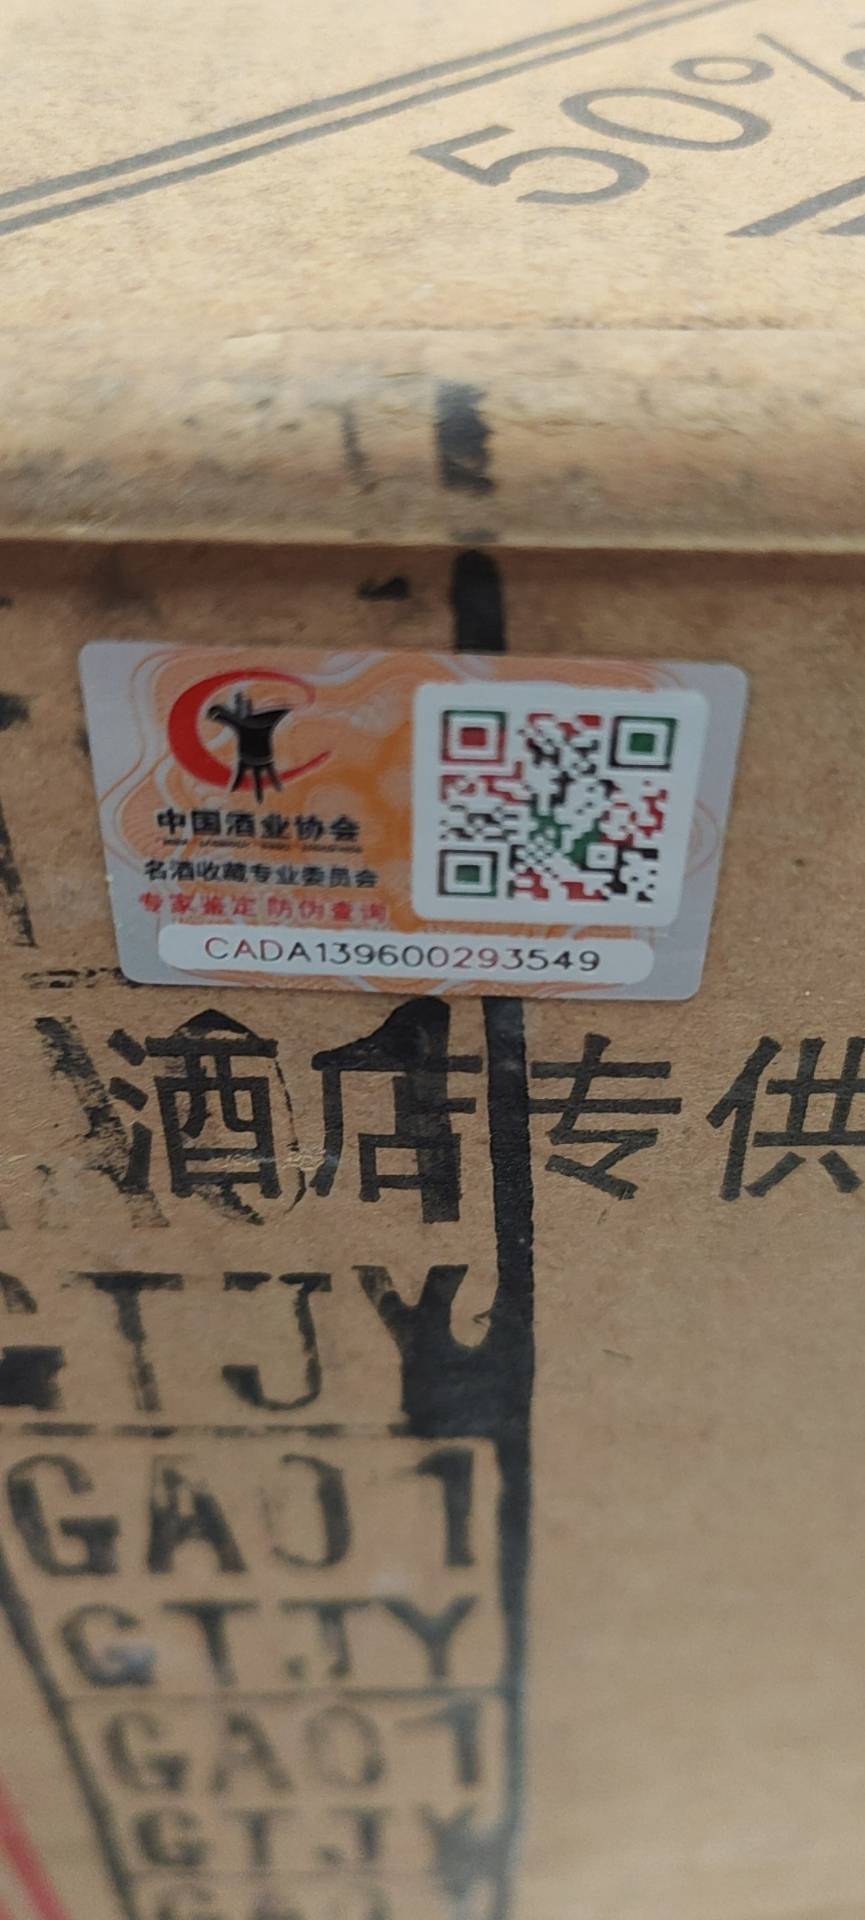 50%
中国酒业协会
名酒收藏专业委员会
专家鉴定 防伪查询
CADA139600293549
酒店专供
GTJY
GA01
GTJY
GA01
GTJY
GA01